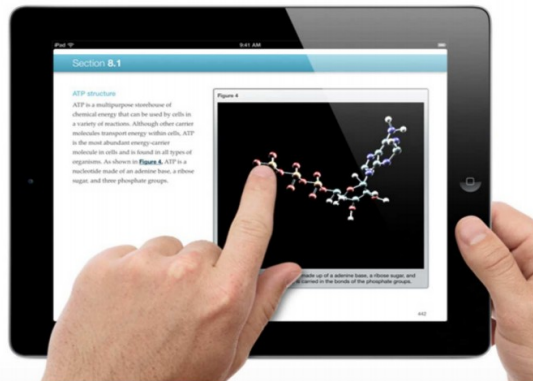 iPad
9:41 AM
Section 8.1
ATP structure
ATP is a multipurpose storehouse of
chemical energy that can be used by cells in
a variety of reactions. Although other carrier
molecules transport energy within cells, ATP
is the most abundant energy-carrier
molecule in cells and is found in all types of
organisms. As shown in Figure 4, ATP is a
nucleotide made of an adenine base, a ribose
sugar, and three phosphate groups.
Figure 4
made up of a adenine base, a ribose sugar, and
is carried in the bonds of the phosphate groups.